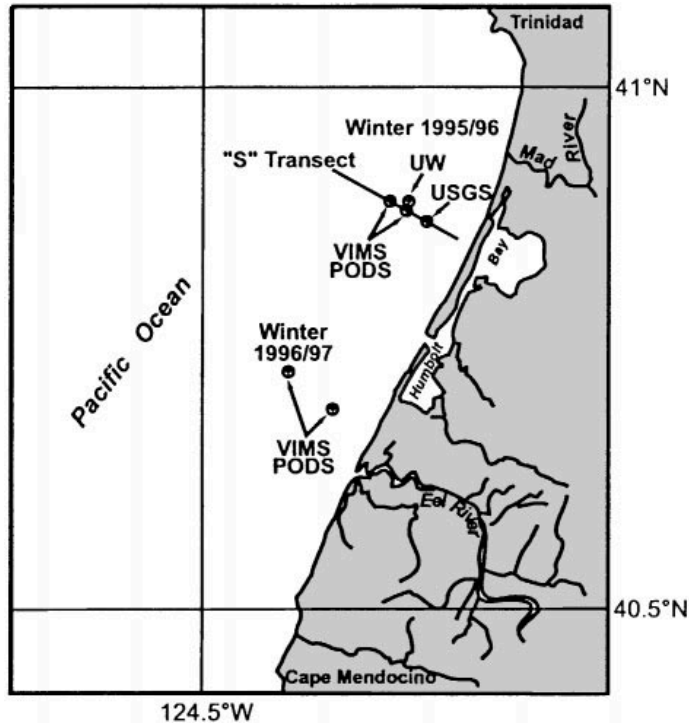 Trinidad
41°N
Winter 1995/96
Mad
River
"S" Transect
UW
USGS
VIMS
PODS
Bay
Pacific Ocean
Winter
1996/97
Humbolt
VIMS
PODS
Eel River
40.5°N
Cape Mendocino
124.5°W